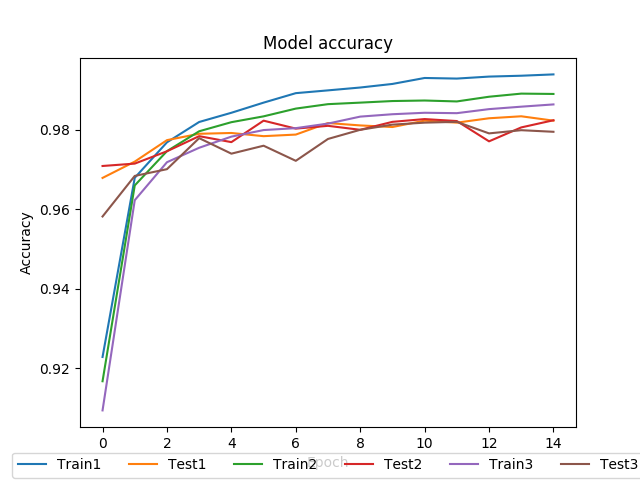 Model accuracy
Accuracy
0.98
0.96
0.94
0.92
0 2 4 6 8 10 12 14
Epoch
Train1 Test1 Train2 Test2 Train3 Test3